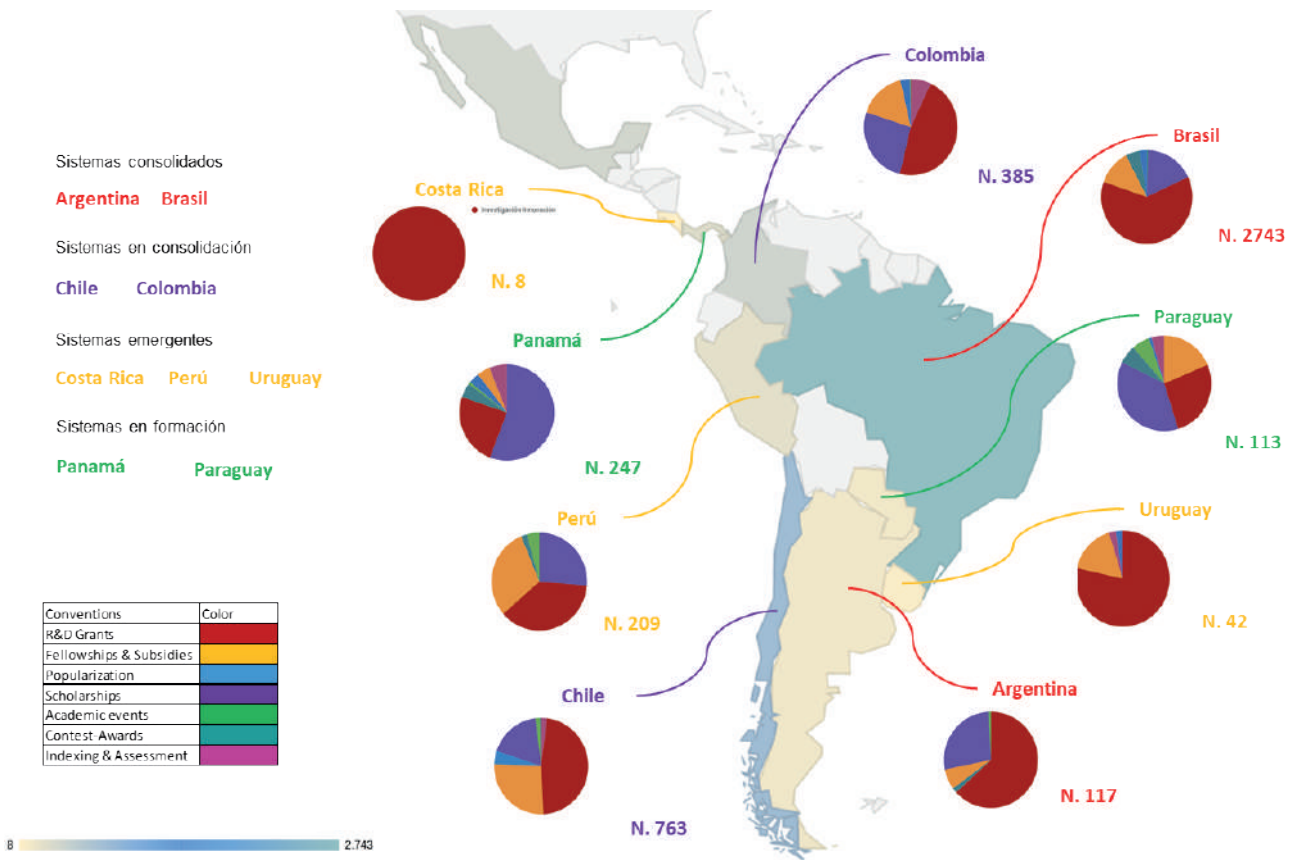 Sistemas consolidados
Argentina Brasil
Sistemas en consolidación
Chile Colombia
Sistemas emergentes
Costa Rica Perú Uruguay
Sistemas en formación
Panamá Paraguay
Conventions Color
R&D Grants
Fellowships & Subsidies
Popularization
Scholarships
Academic events
Contest-Awards
Indexing & Assessment
8 2.743
Colombia
N. 385
Brasil
N. 2743
Costa Rica
Investigación Innovación
N. 8
Panamá
N. 247
Paraguay
N. 113
Perú
N. 209
Uruguay
N. 42
Chile
N. 763
Argentina
N. 117